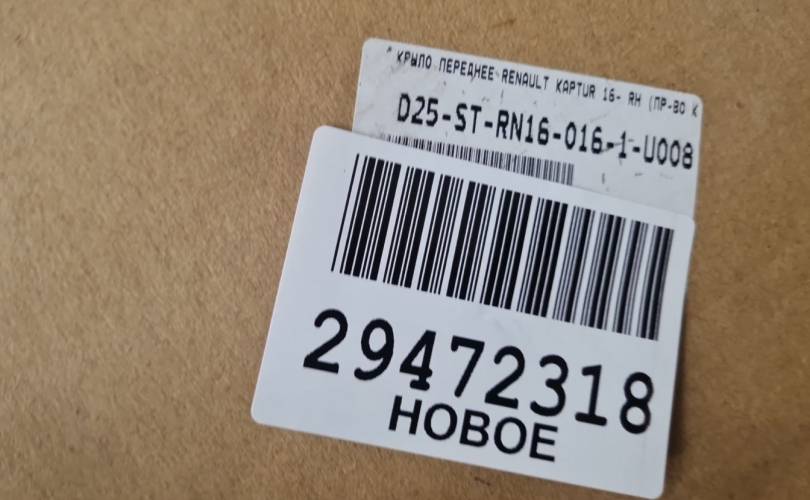 КРЫЛО ПЕРЕДНЕЕ RENAULT KAPTUR 16- RH (ПР-ВО К
D25-ST-RN16-016-1-U008
29472318
НОВОЕ